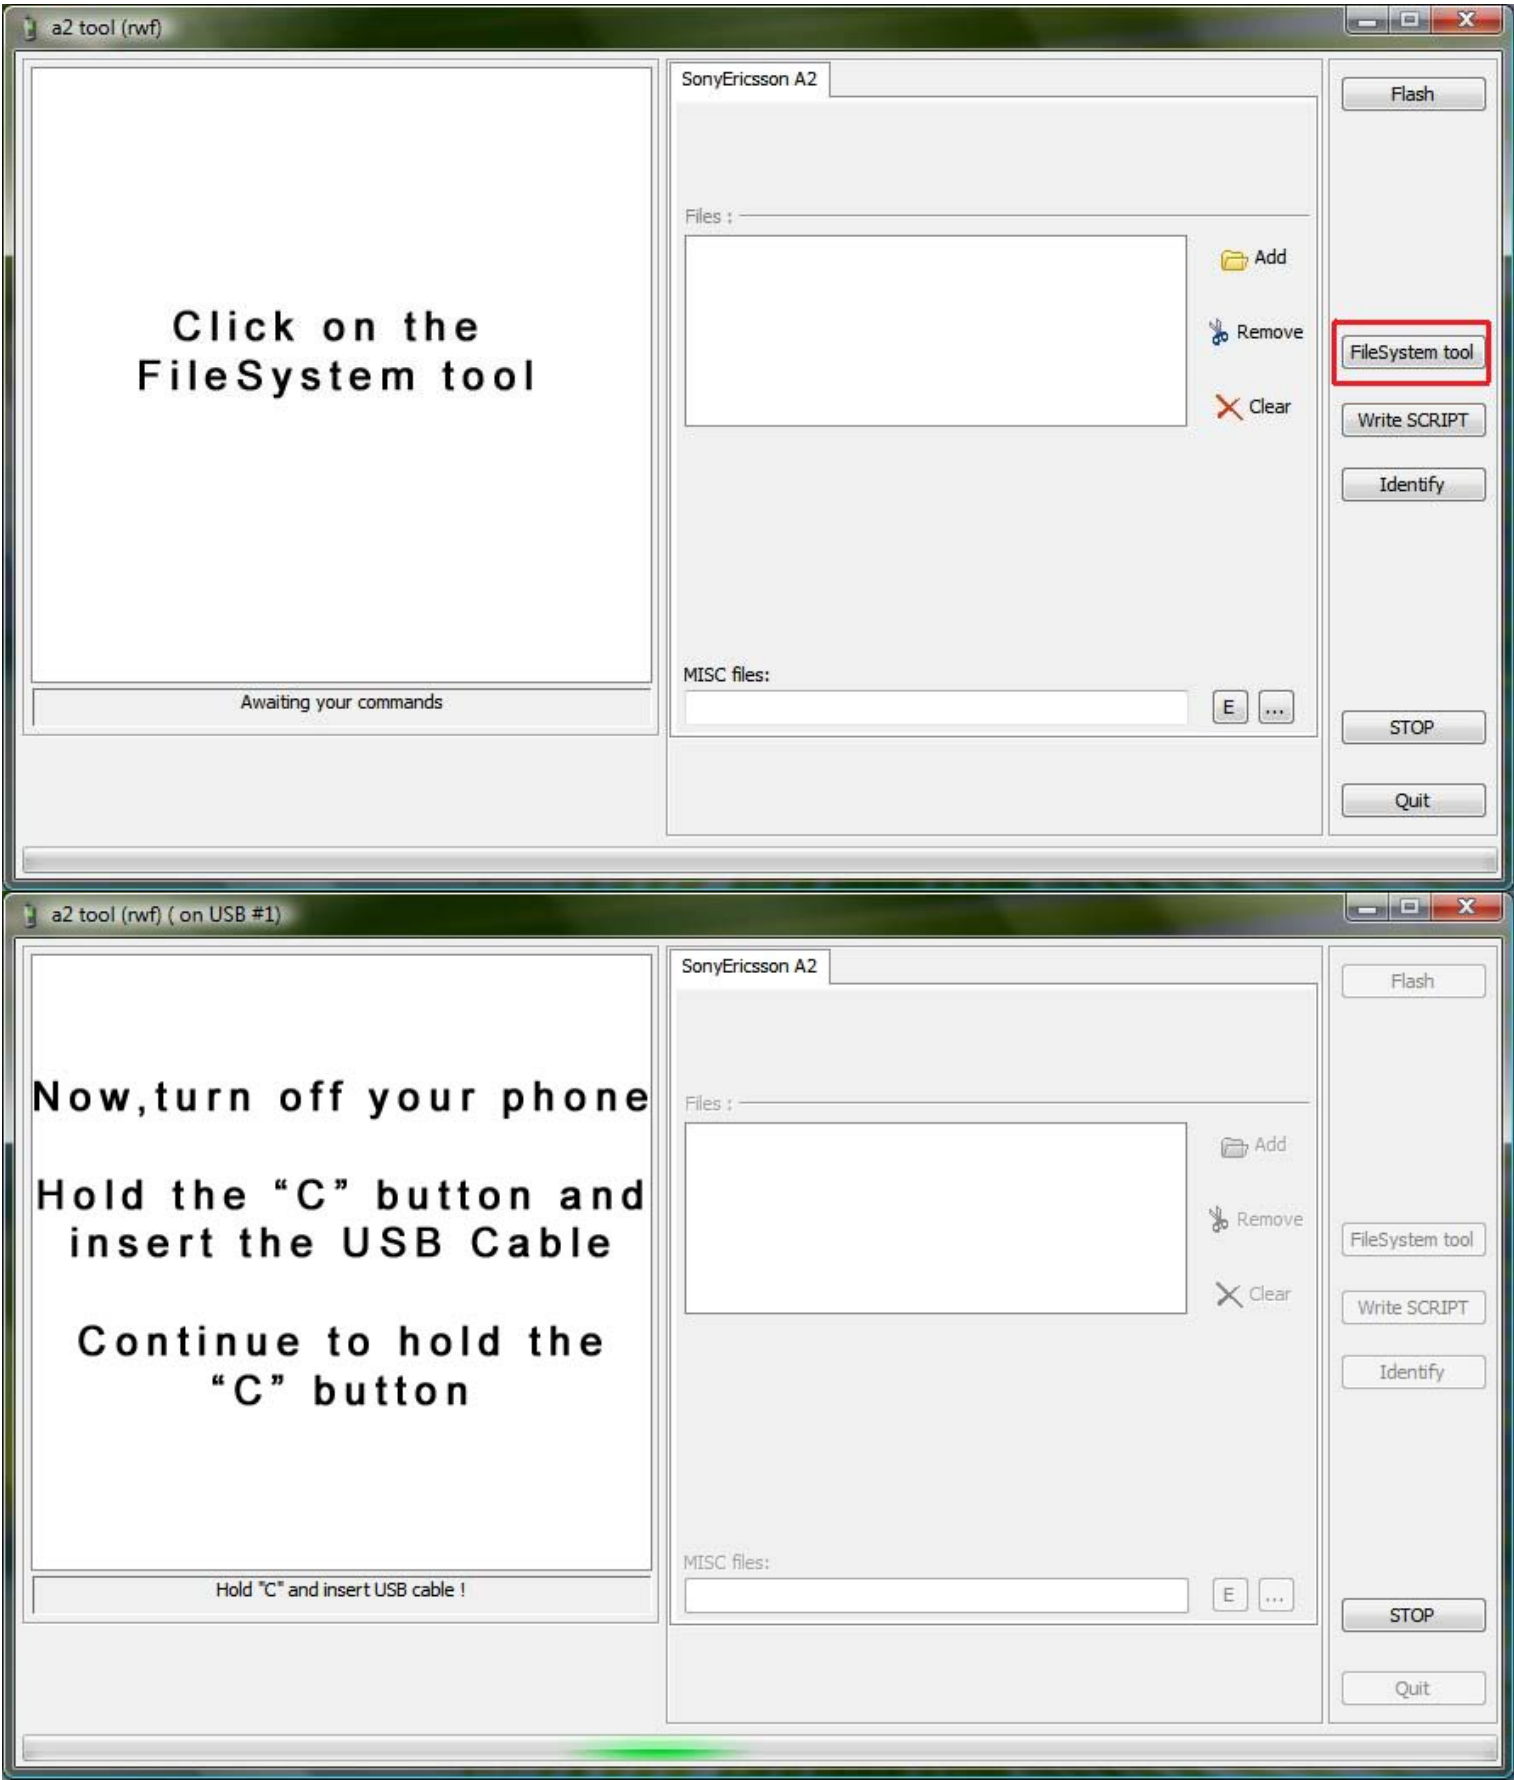 a2 tool (rwf)
SonyEricsson A2
Flash
Files :
Add
Click on the
FileSystem tool
Remove
FileSystem tool
Clear
Write SCRIPT
Identify
MISC files:
Awaiting your commands
E ...
STOP
Quit
a2 tool (rwf) ( on USB #1)
SonyEricsson A2
Flash
Now,turn off your phone
Files :
Add
Hold the “C” button and
insert the USB Cable
Remove
FileSystem tool
Clear
Write SCRIPT
Continue to hold the
“C” button
Identify
MISC files:
Hold "C" and insert USB cable !
E ...
STOP
Quit